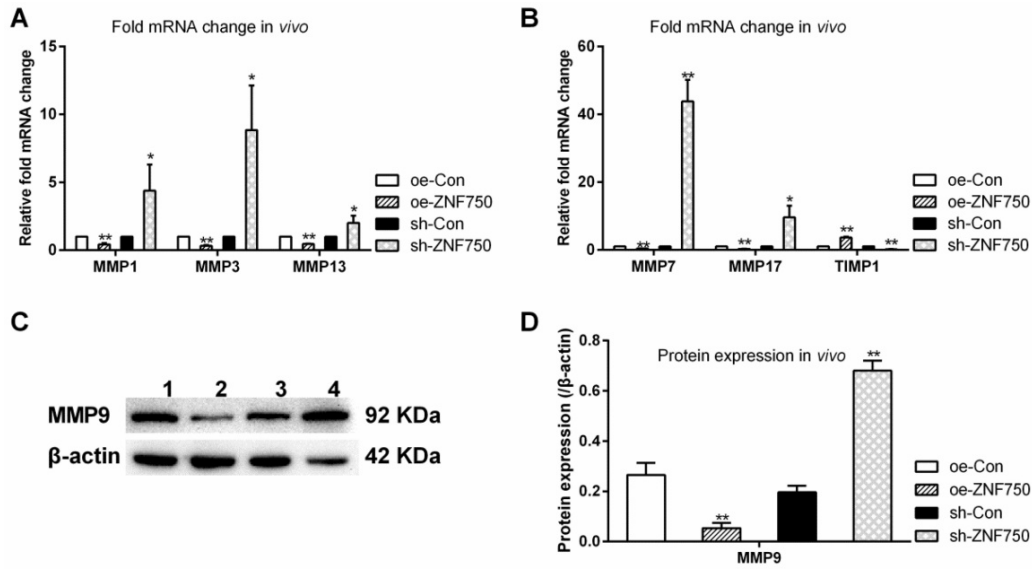 A
Fold mRNA change in vivo
Relative fold mRNA change
15
10
5
0
*
**
*
**
*
**
MMP1
MMP3
MMP13
oe-Con
oe-ZNF750
sh-Con
sh-ZNF750
B
Fold mRNA change in vivo
Relative fold mRNA change
60
40
20
0
**
**
*
**
**
**
MMP7
MMP17
TIMP1
oe-Con
oe-ZNF750
sh-Con
sh-ZNF750
C
1 2 3 4
MMP9 92 KDa
β-actin 42 KDa
D
Protein expression in vivo
Protein expression (/β-actin)
0.8
0.6
0.4
0.2
0.0
**
**
MMP9
oe-Con
oe-ZNF750
sh-Con
sh-ZNF750